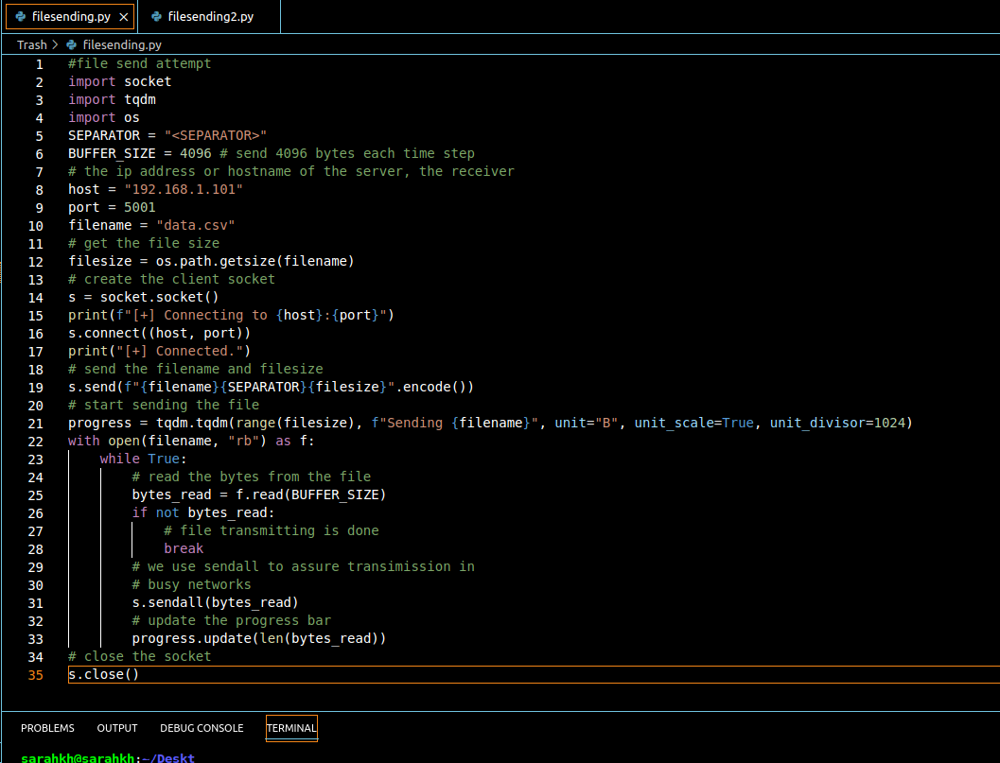 filesending.py
filesending2.py
Trash > filesending.py
1 #file send attempt
2 import socket
3 import tqdm
4 import os
5 SEPARATOR = "<SEPARATOR>"
6 BUFFER_SIZE = 4096 # send 4096 bytes each time step
7 # the ip address or hostname of the server, the receiver
8 host = "192.168.1.101"
9 port = 5001
10 filename = "data.csv"
11 # get the file size
12 filesize = os.path.getsize(filename)
13 # create the client socket
14 s = socket.socket()
15 print(f"[+] Connecting to {host}:{port}")
16 s.connect((host, port))
17 print("[+] Connected.")
18 # send the filename and filesize
19 s.send(f"{filename}{SEPARATOR}{filesize}".encode())
20 # start sending the file
21 progress = tqdm.tqdm(range(filesize), f"Sending {filename}", unit="B", unit_scale=True, unit_divisor=1024)
22 with open(filename, "rb") as f:
23     while True:
24         # read the bytes from the file
25         bytes_read = f.read(BUFFER_SIZE)
26         if not bytes_read:
27             # file transmitting is done
28             break
29         # we use sendall to assure transimission in
30         # busy networks
31         s.sendall(bytes_read)
32         # update the progress bar
33         progress.update(len(bytes_read))
34 # close the socket
35 s.close()
PROBLEMS OUTPUT DEBUG CONSOLE TERMINAL
sarahkh@sarahkh:~/Deskt